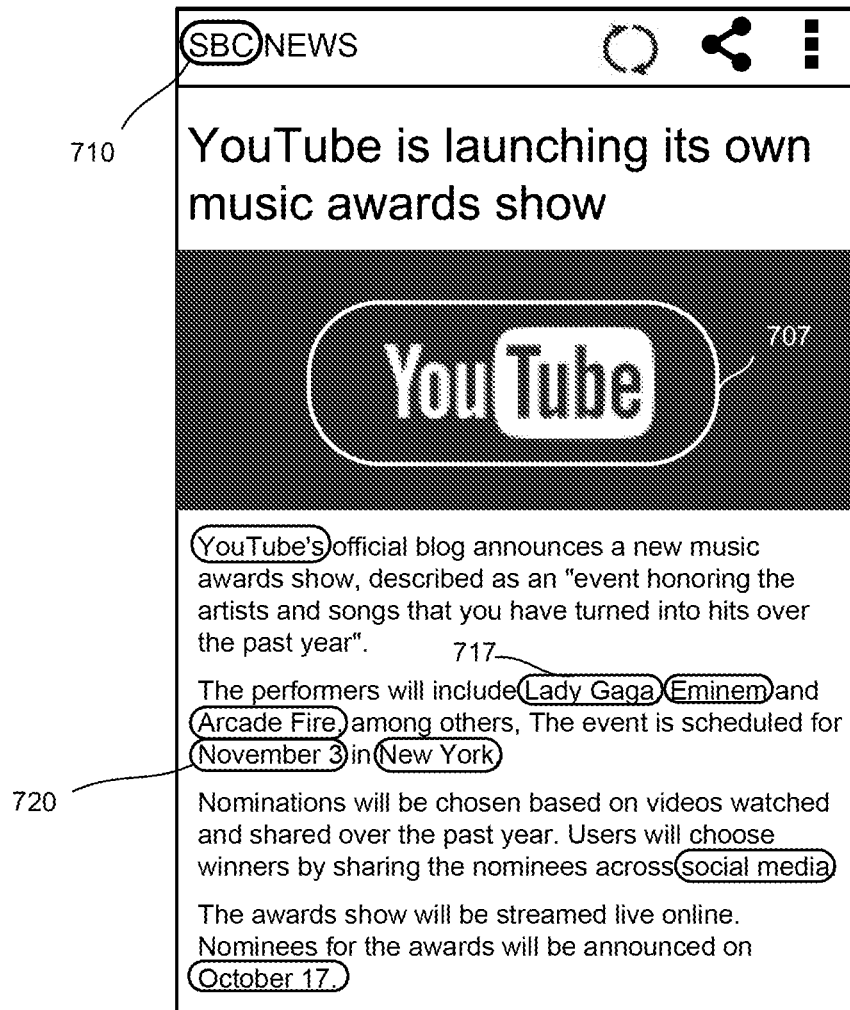 SBC NEWS
710
YouTube is launching its own
music awards show
707
YouTube
YouTube's official blog announces a new music
awards show, described as an "event honoring the
artists and songs that you have turned into hits over
the past year".
717
The performers will include Lady Gaga Eminem and
Arcade Fire, among others, The event is scheduled for
November 3 in New York
720
Nominations will be chosen based on videos watched
and shared over the past year. Users will choose
winners by sharing the nominees across social media
The awards show will be streamed live online.
Nominees for the awards will be announced on
October 17.